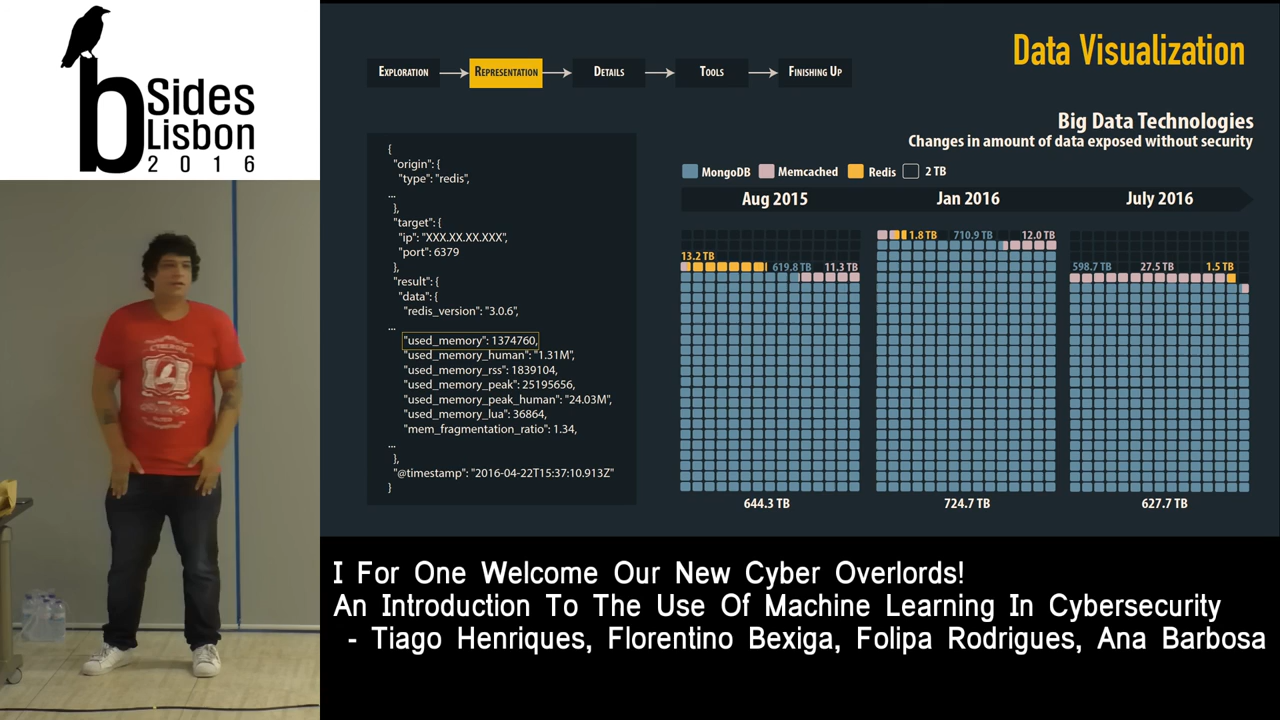 b Sides
Lisbon
2016
Data Visualization
EXPLORATION
REPRESENTATION
DETAILS
TOOLS
FINISHING UP
Big Data Technologies
Changes in amount of data exposed without security
MongoDB Memcached Redis 2 TB
Aug 2015 Jan 2016 July 2016
13.2 TB 619.8 TB 11.3 TB
1.8 TB 710.9 TB 12.0 TB
598.7 TB 27.5 TB 1.5 TB
644.3 TB 724.7 TB 627.7 TB
{
"origin": {
"type": "redis",
...
},
"target": {
"ip": "XXX.XX.XX.XXX",
"port": 6379
},
"result": {
"data": {
"redis_version": "3.0.6",
...
"used_memory": 1374760,
"used_memory_human": "1.31M",
"used_memory_rss": 1839104,
"used_memory_peak": 25195656,
"used_memory_peak_human": "24.03M",
"used_memory_lua": 36864,
"mem_fragmentation_ratio": 1.34,
...
},
"@timestamp": "2016-04-22T15:37:10.913Z"
}
I For One Welcome Our New Cyber Overlords!
An Introduction To The Use Of Machine Learning In Cybersecurity
- Tiago Henriques, Florentino Bexiga, Folipa Rodrigues, Ana Barbosa